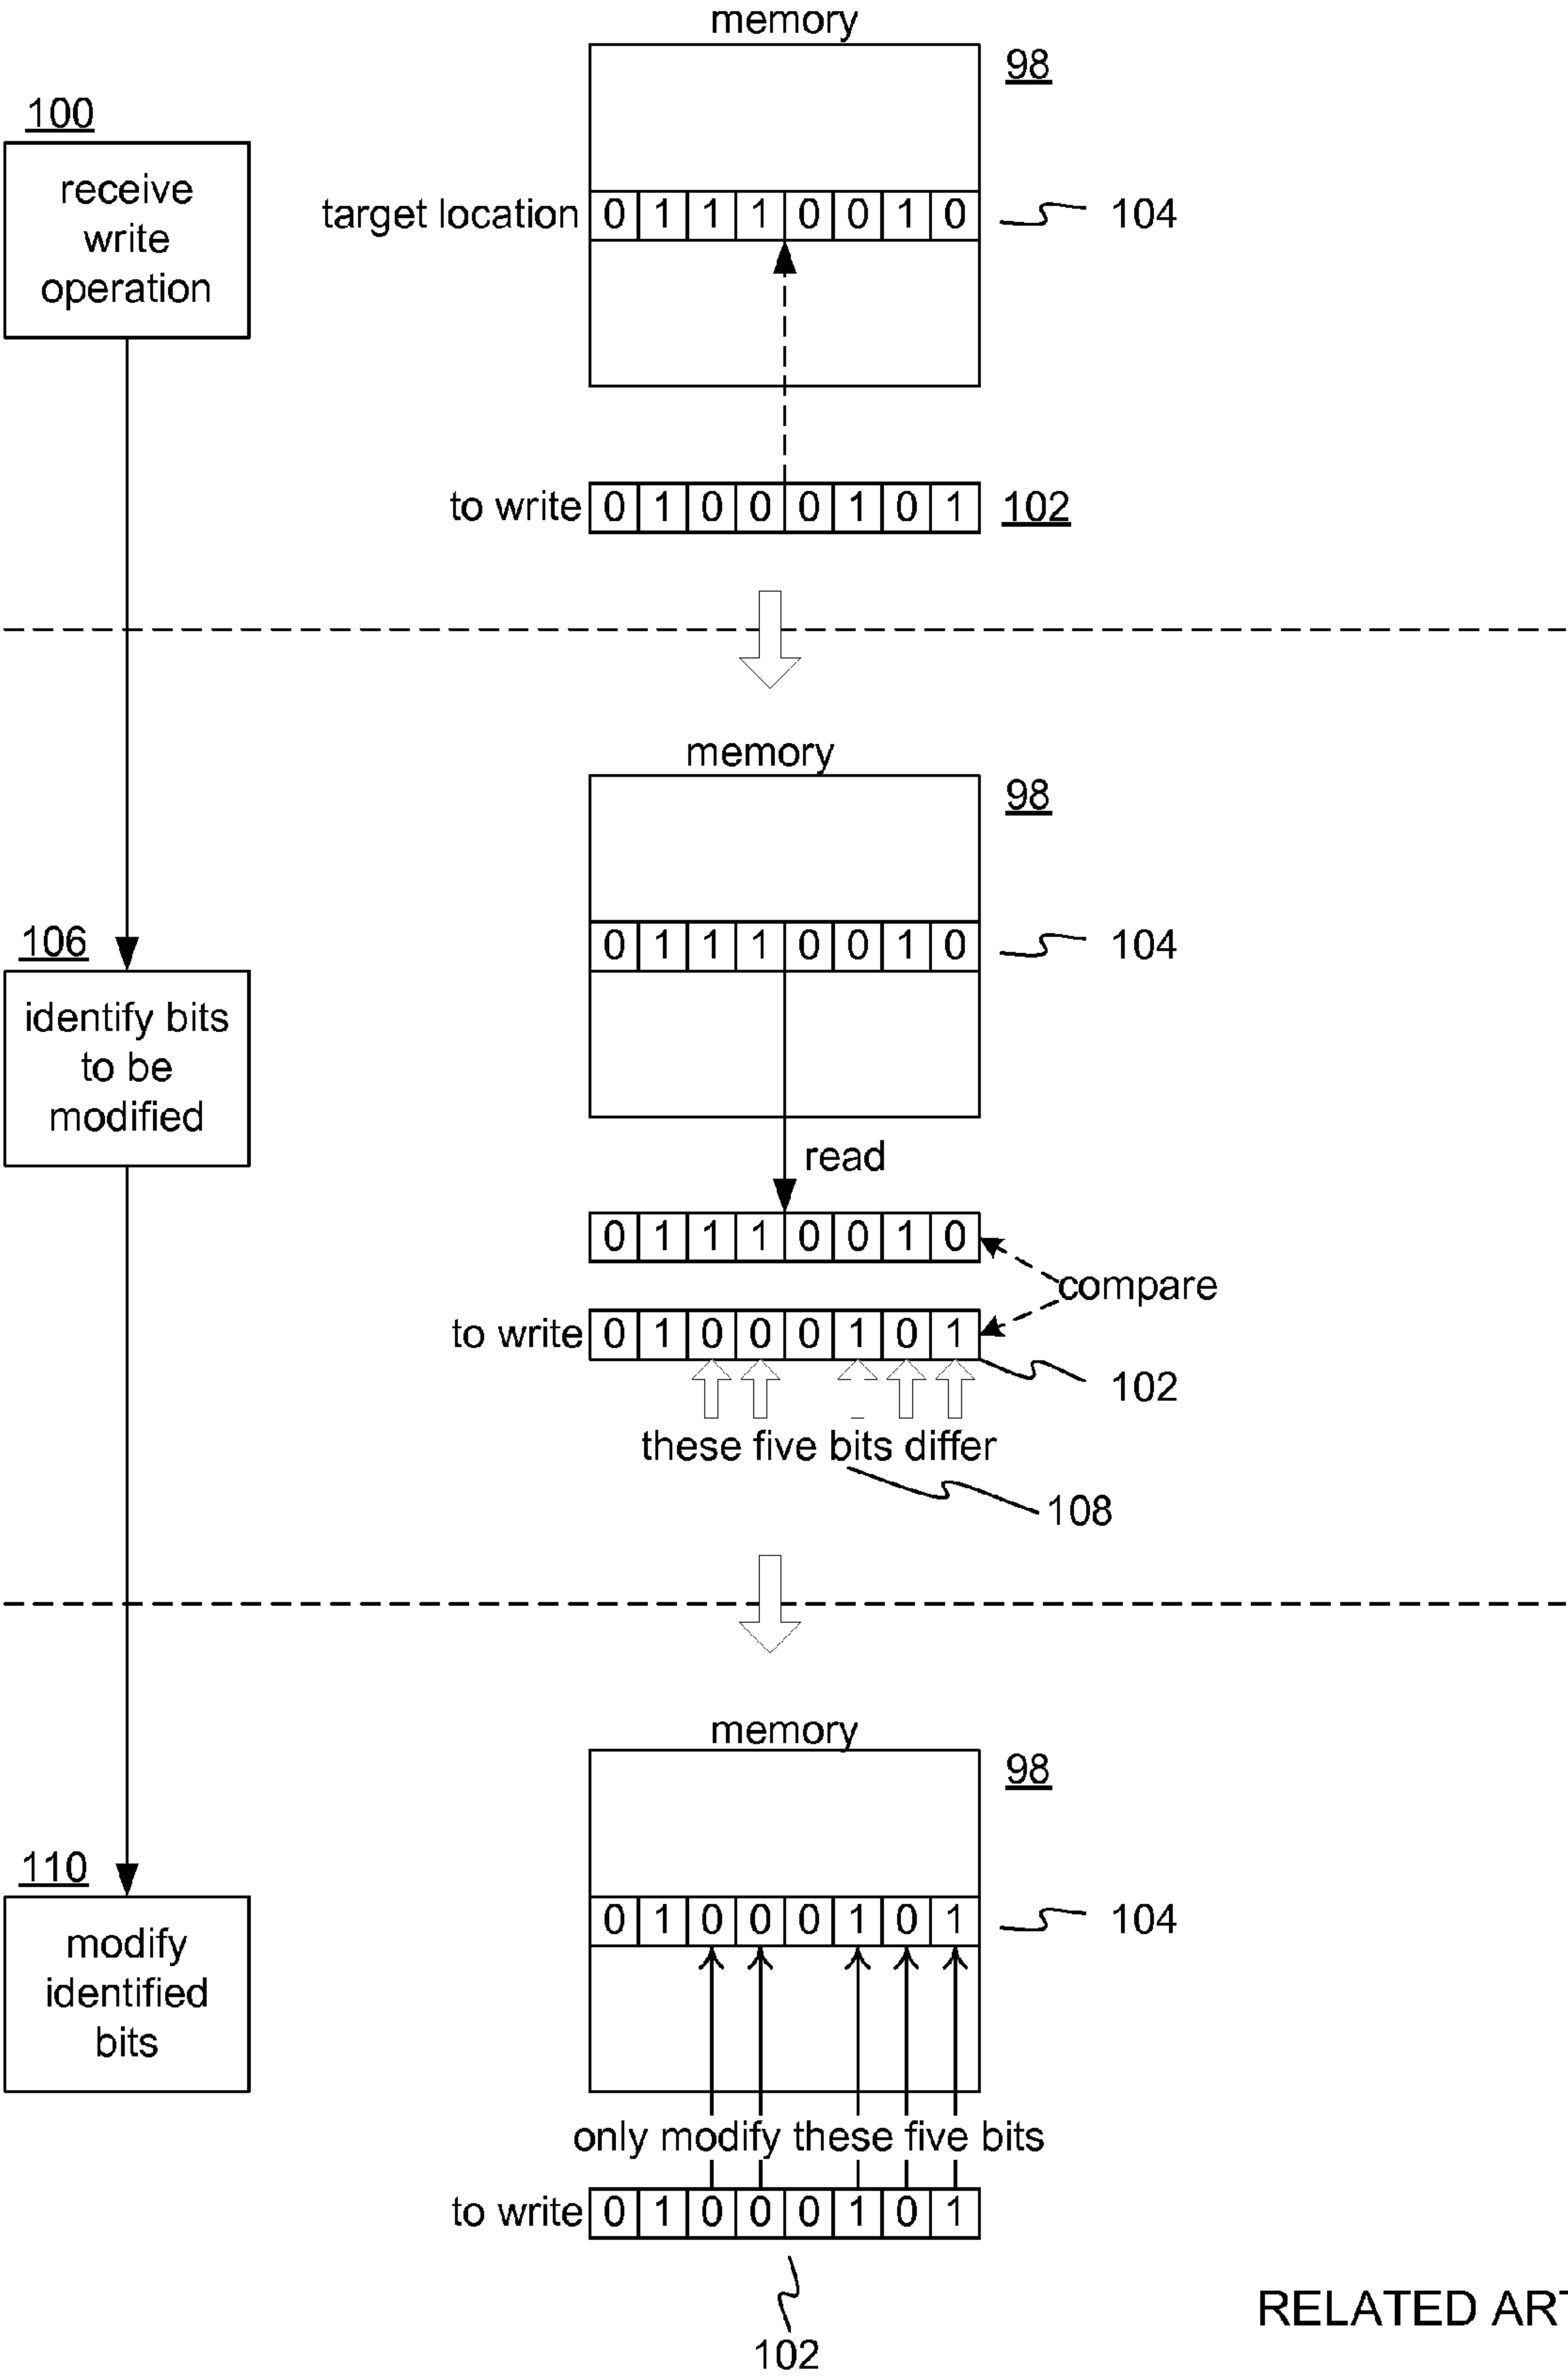 memory
98
100
receive
write
operation
target location 0 1 1 1 0 0 1 0 104
to write 0 1 0 0 0 1 0 1 102
memory
98
106
0 1 1 1 0 0 1 0 104
identify bits
to be
modified
read
0 1 1 1 0 0 1 0
compare
to write 0 1 0 0 0 1 0 1
102
these five bits differ
108
memory
98
110
0 1 0 0 0 1 0 1 104
modify
identified
bits
only modify these five bits
to write 0 1 0 0 0 1 0 1
102
RELATED ART